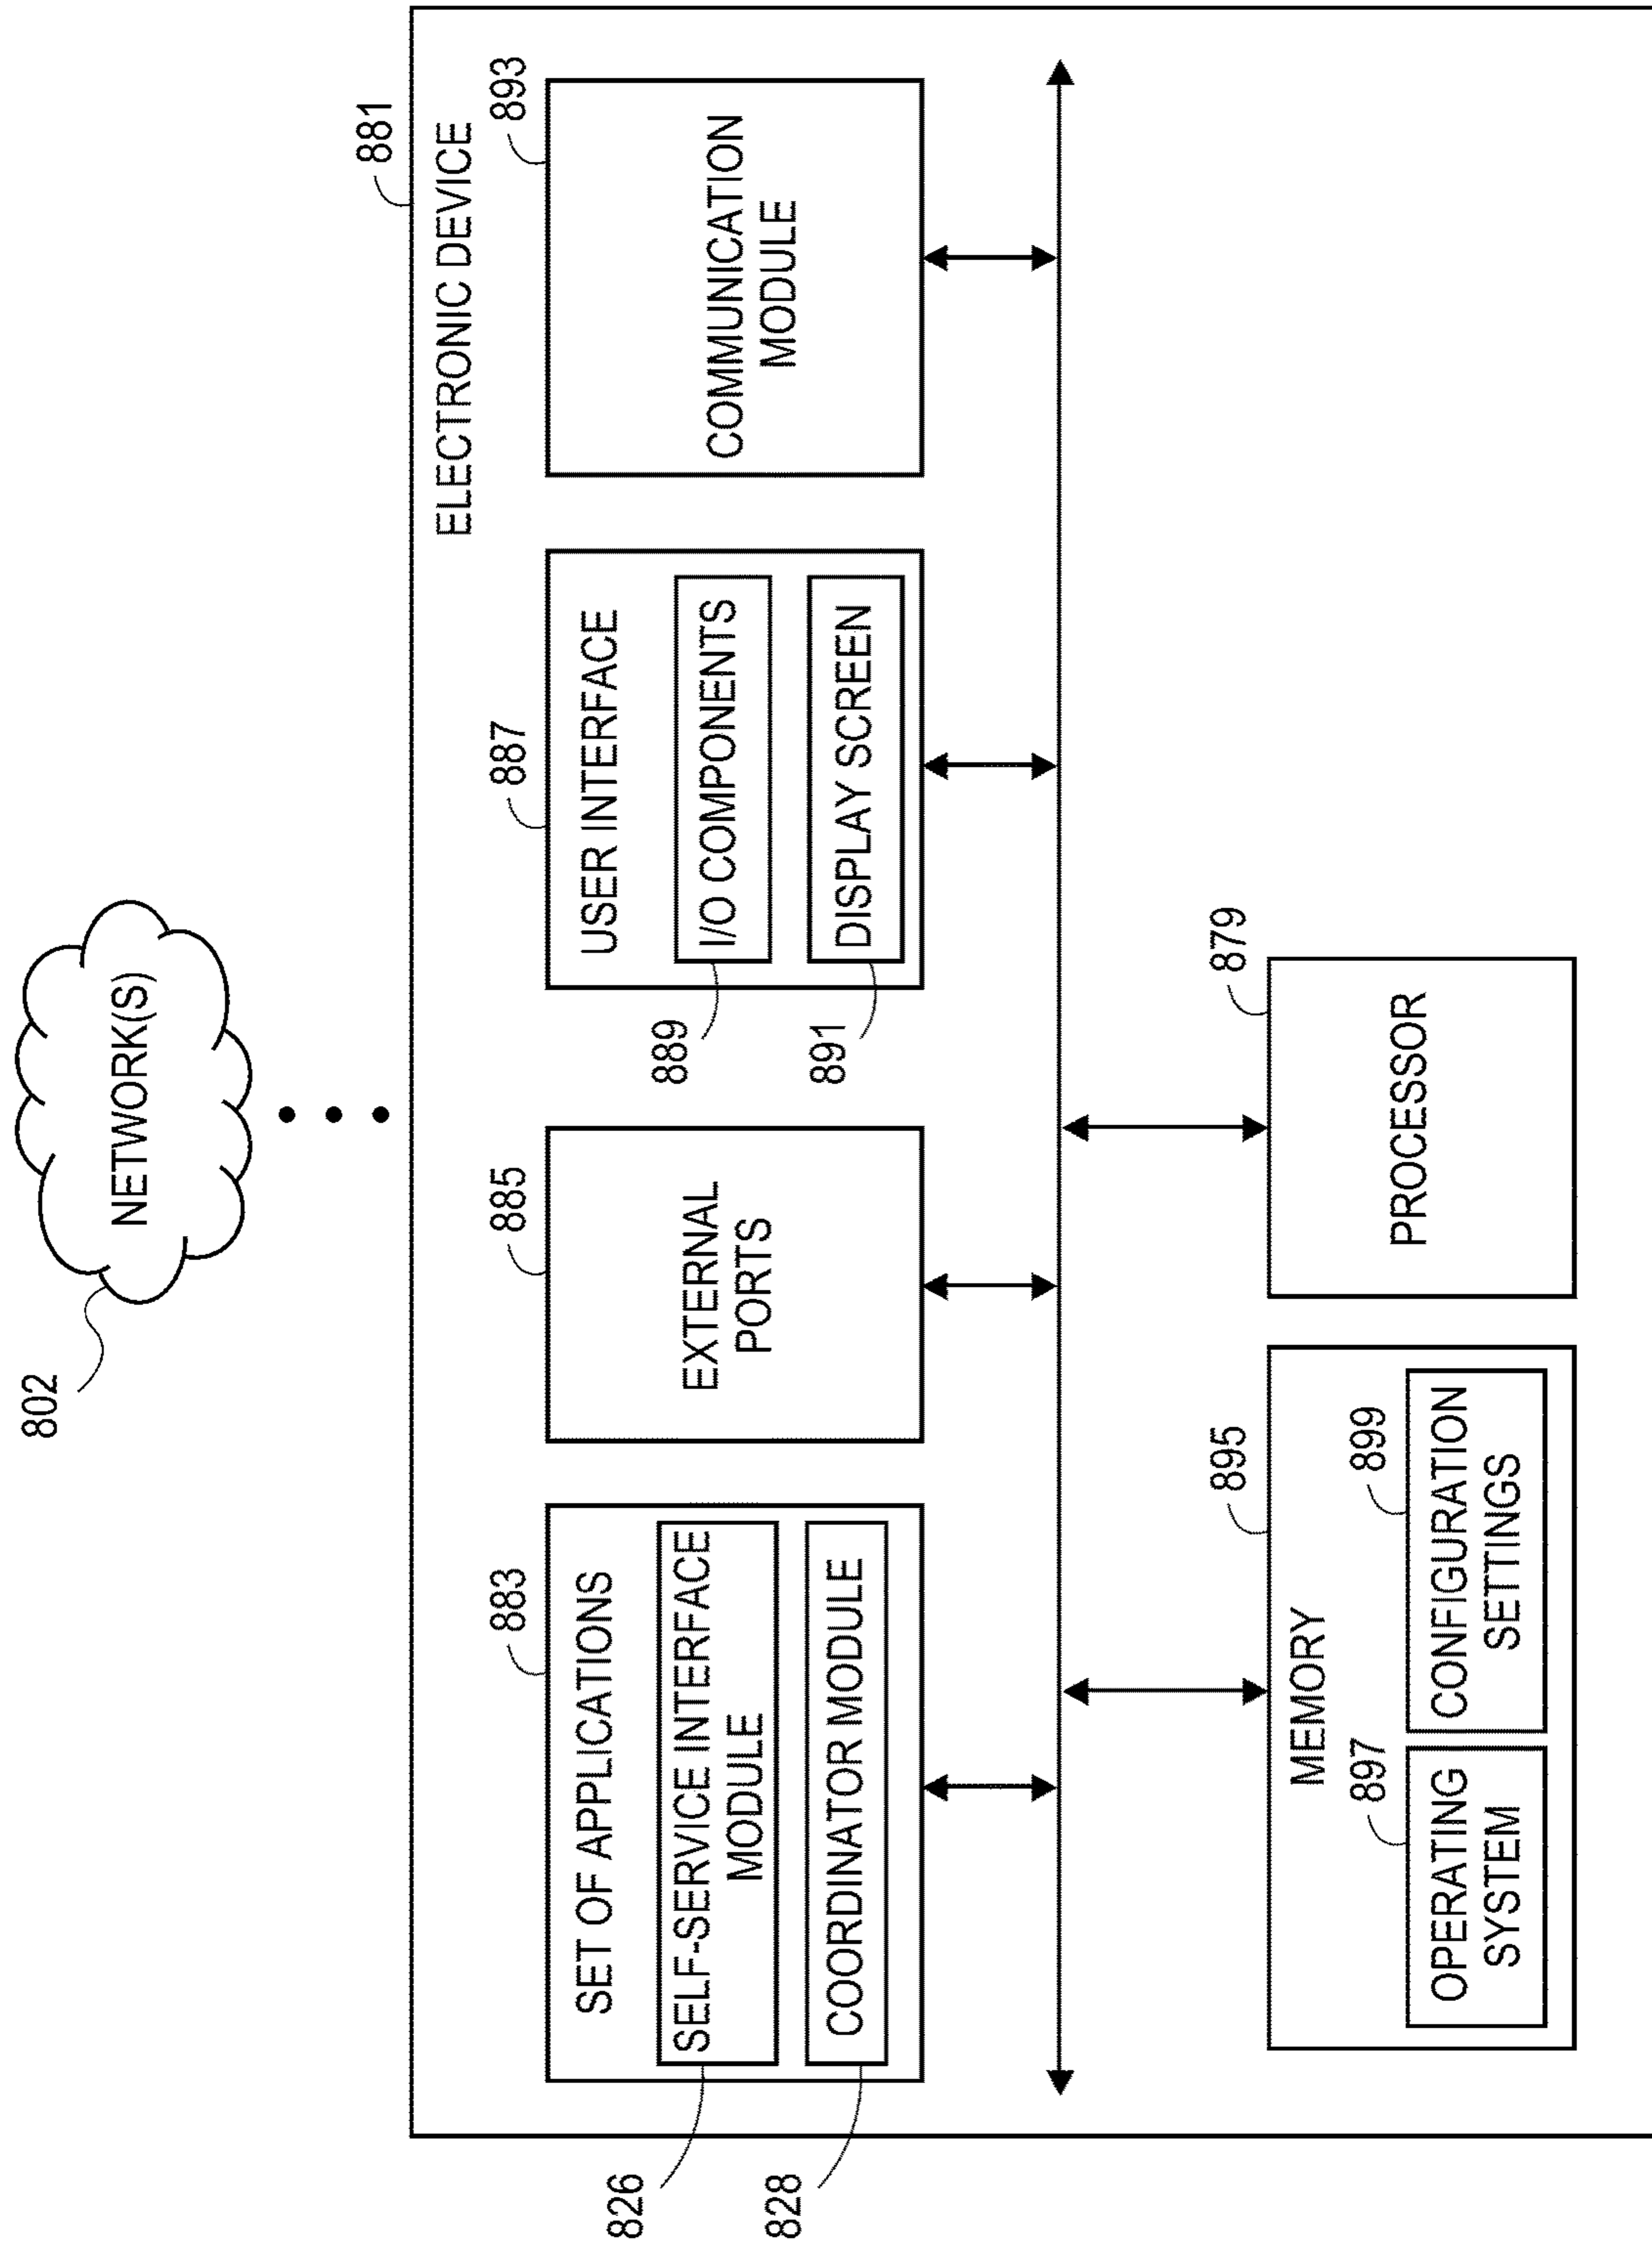 802
NETWORK(S)
881
ELECTRONIC DEVICE
883
SET OF APPLICATIONS
826
SELF-SERVICE INTERFACE
MODULE
828
COORDINATOR MODULE
885
EXTERNAL
PORTS
887
USER INTERFACE
889
I/O COMPONENTS
891
DISPLAY SCREEN
893
COMMUNICATION
MODULE
895
MEMORY
897
OPERATING
SYSTEM
899
CONFIGURATION
SETTINGS
879
PROCESSOR